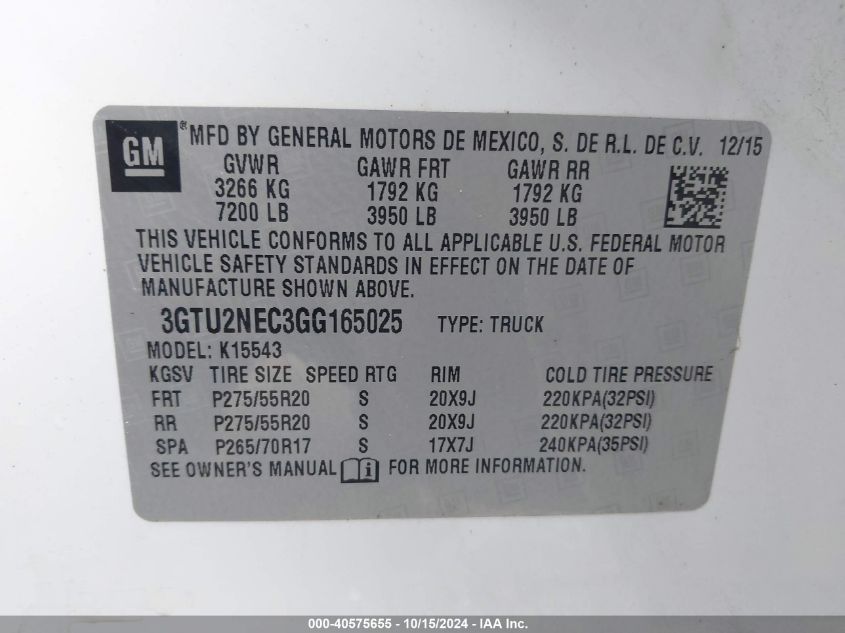 GM
®MFD BY GENERAL MOTORS DE MEXICO, S. DE R.L. DE C.V. 12/15
GVWR GAWR FRT GAWR RR
3266 KG 1792 KG 1792 KG
7200 LB 3950 LB 3950 LB
THIS VEHICLE CONFORMS TO ALL APPLICABLE U.S. FEDERAL MOTOR
VEHICLE SAFETY STANDARDS IN EFFECT ON THE DATE OF
MANUFACTURE SHOWN ABOVE.
3GTU2NEC3GG165025 TYPE: TRUCK
MODEL: K15543
KGSV TIRE SIZE SPEED RTG RIM COLD TIRE PRESSURE
FRT P275/55R20 S 20X9J 220KPA(32PSI)
RR P275/55R20 S 20X9J 220KPA(32PSI)
SPA P265/70R17 S 17X7J 240KPA(35PSI)
SEE OWNER'S MANUAL FOR MORE INFORMATION.
000-40575655 - 10/15/2024 - IAAI.com.